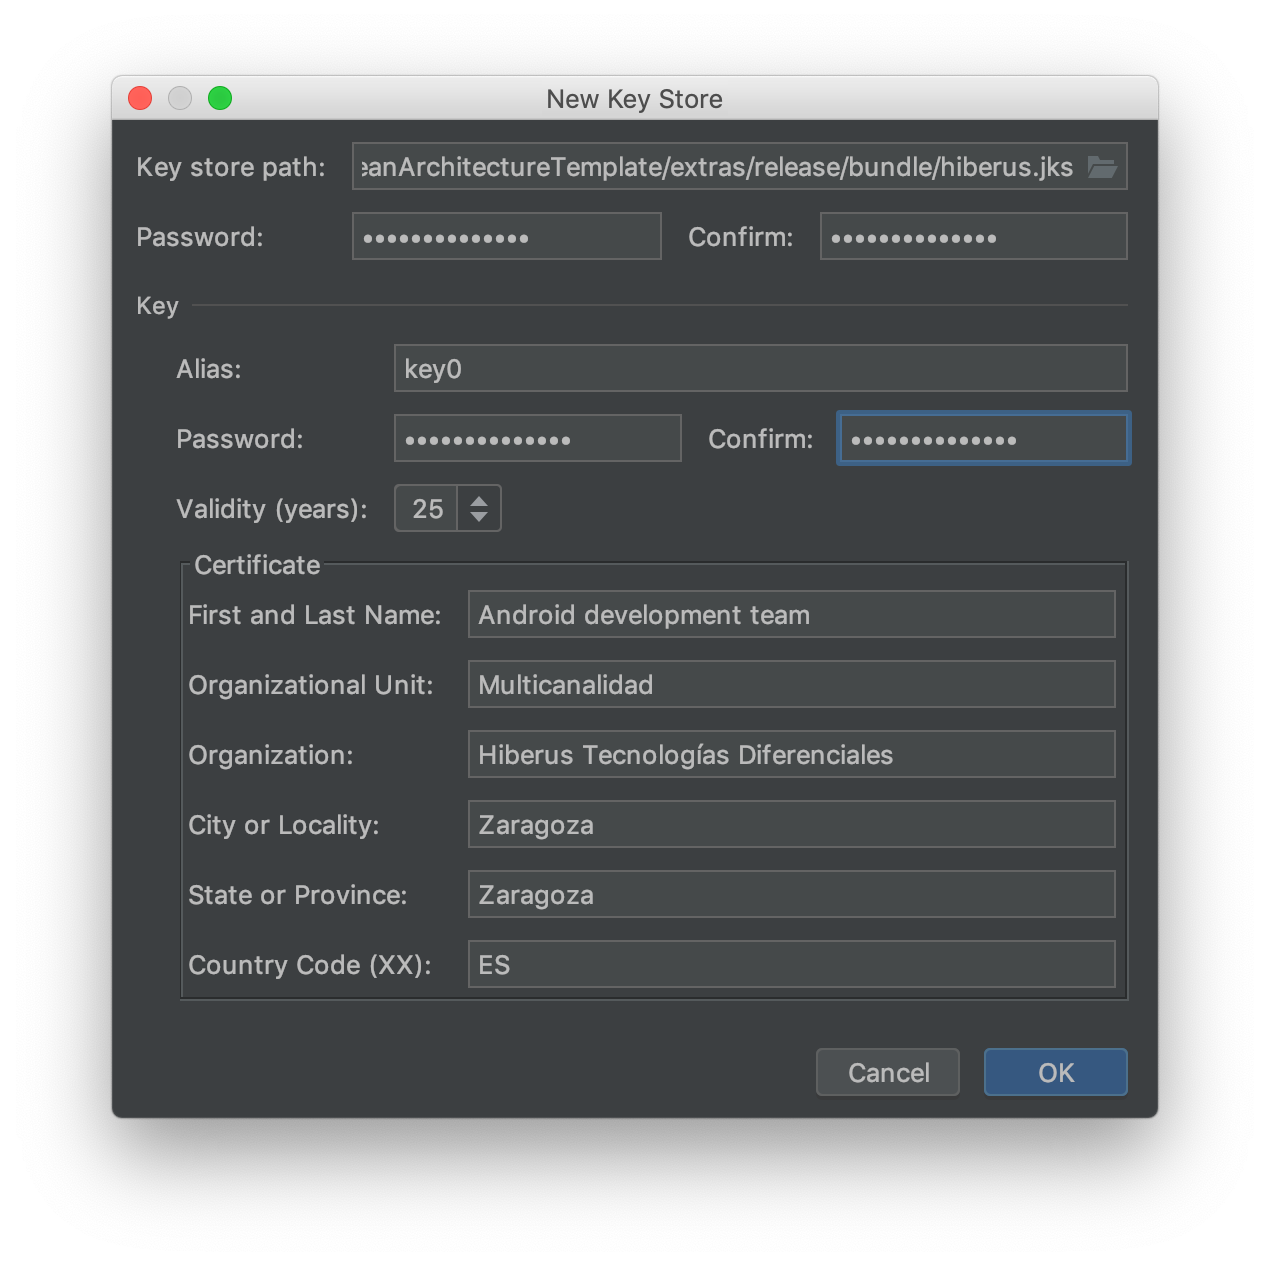 New Key Store
Key store path: eanArchitectureTemplate/extras/release/bundle/hiberus.jks
Password: •••••••••••••• Confirm: ••••••••••••••
Key
Alias: key0
Password: •••••••••••••• Confirm: ••••••••••••••
Validity (years): 25
Certificate
First and Last Name: Android development team
Organizational Unit: Multicanalidad
Organization: Hiberus Tecnologías Diferenciales
City or Locality: Zaragoza
State or Province: Zaragoza
Country Code (XX): ES
Cancel OK